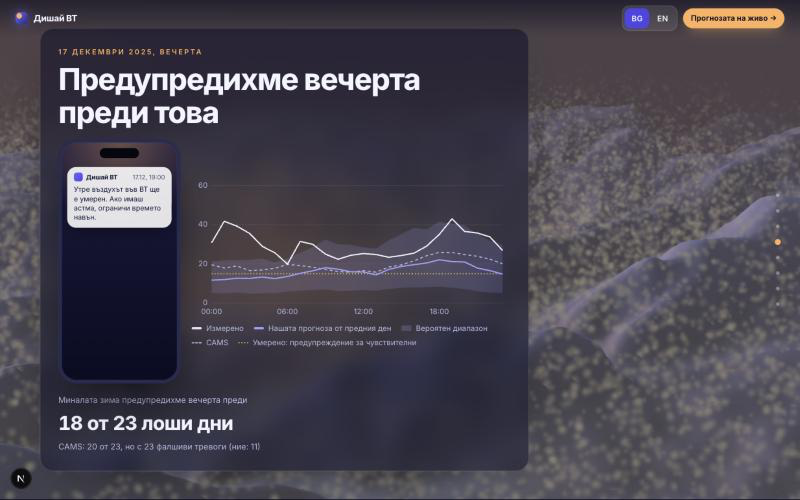 Дишай ВТ
BG EN
Прогнозата на живо →
17 ДЕКЕМВРИ 2025, ВЕЧЕРТА
Предупредихме вечерта
преди това
Дишай ВТ 17.12, 19:00
Утре въздухът във ВТ ще
е умерен. Ако имаш
астма, ограничи времето
навън.
60
40
20
0
00:00 06:00 12:00 18:00
Измерено Нашата прогноза от предния ден Вероятен диапазон
CAMS Умерено: предупреждение за чувствителни
Миналата зима предупредихме вечерта преди
18 от 23 лоши дни
CAMS: 20 от 23, но с 23 фалшиви тревоги (ние: 11)
N